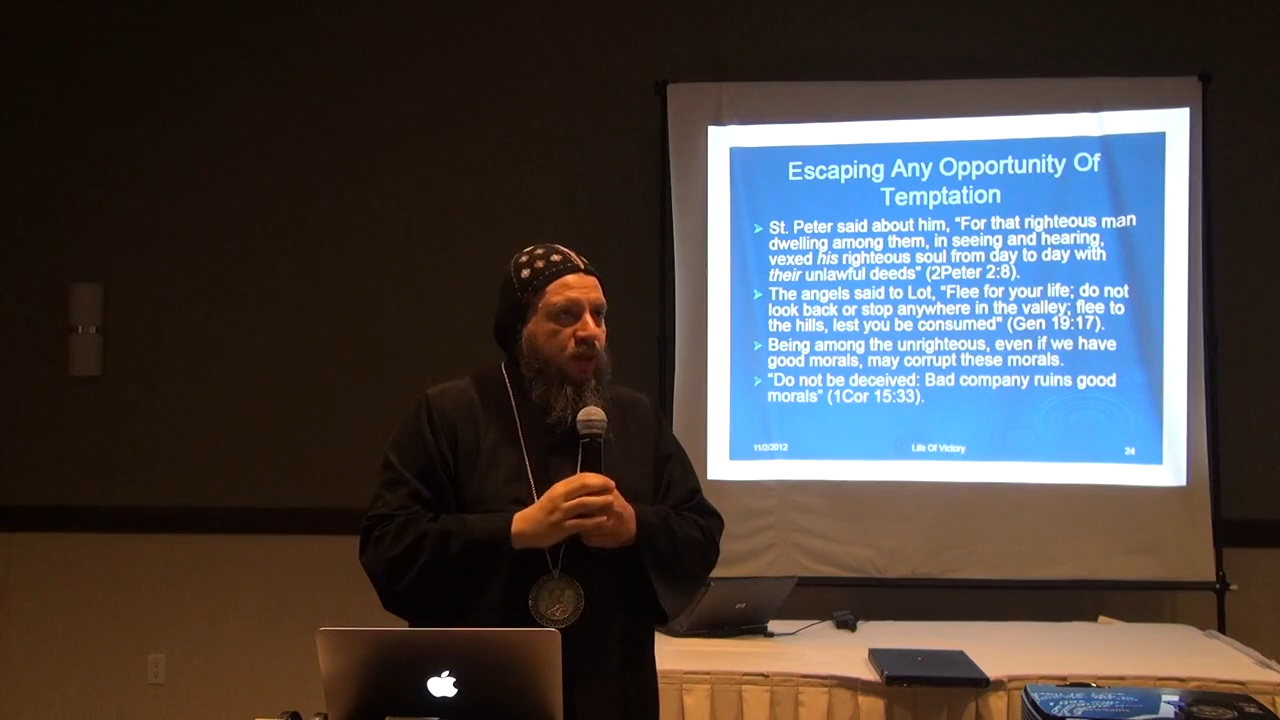 Escaping Any Opportunity Of
Temptation
St. Peter said about him, “For that righteous man
dwelling among them, in seeing and hearing,
vexed his righteous soul from day to day with
their unlawful deeds” (2Peter 2:8).
The angels said to Lot, “Flee for your life; do not
look back or stop anywhere in the valley; flee to
the hills, lest you be consumed” (Gen 19:17).
Being among the unrighteous, even if we have
good morals, may corrupt these morals.
“Do not be deceived: Bad company ruins good
morals” (1Cor 15:33).
11/2/2012
Life Of Victory
24
hp